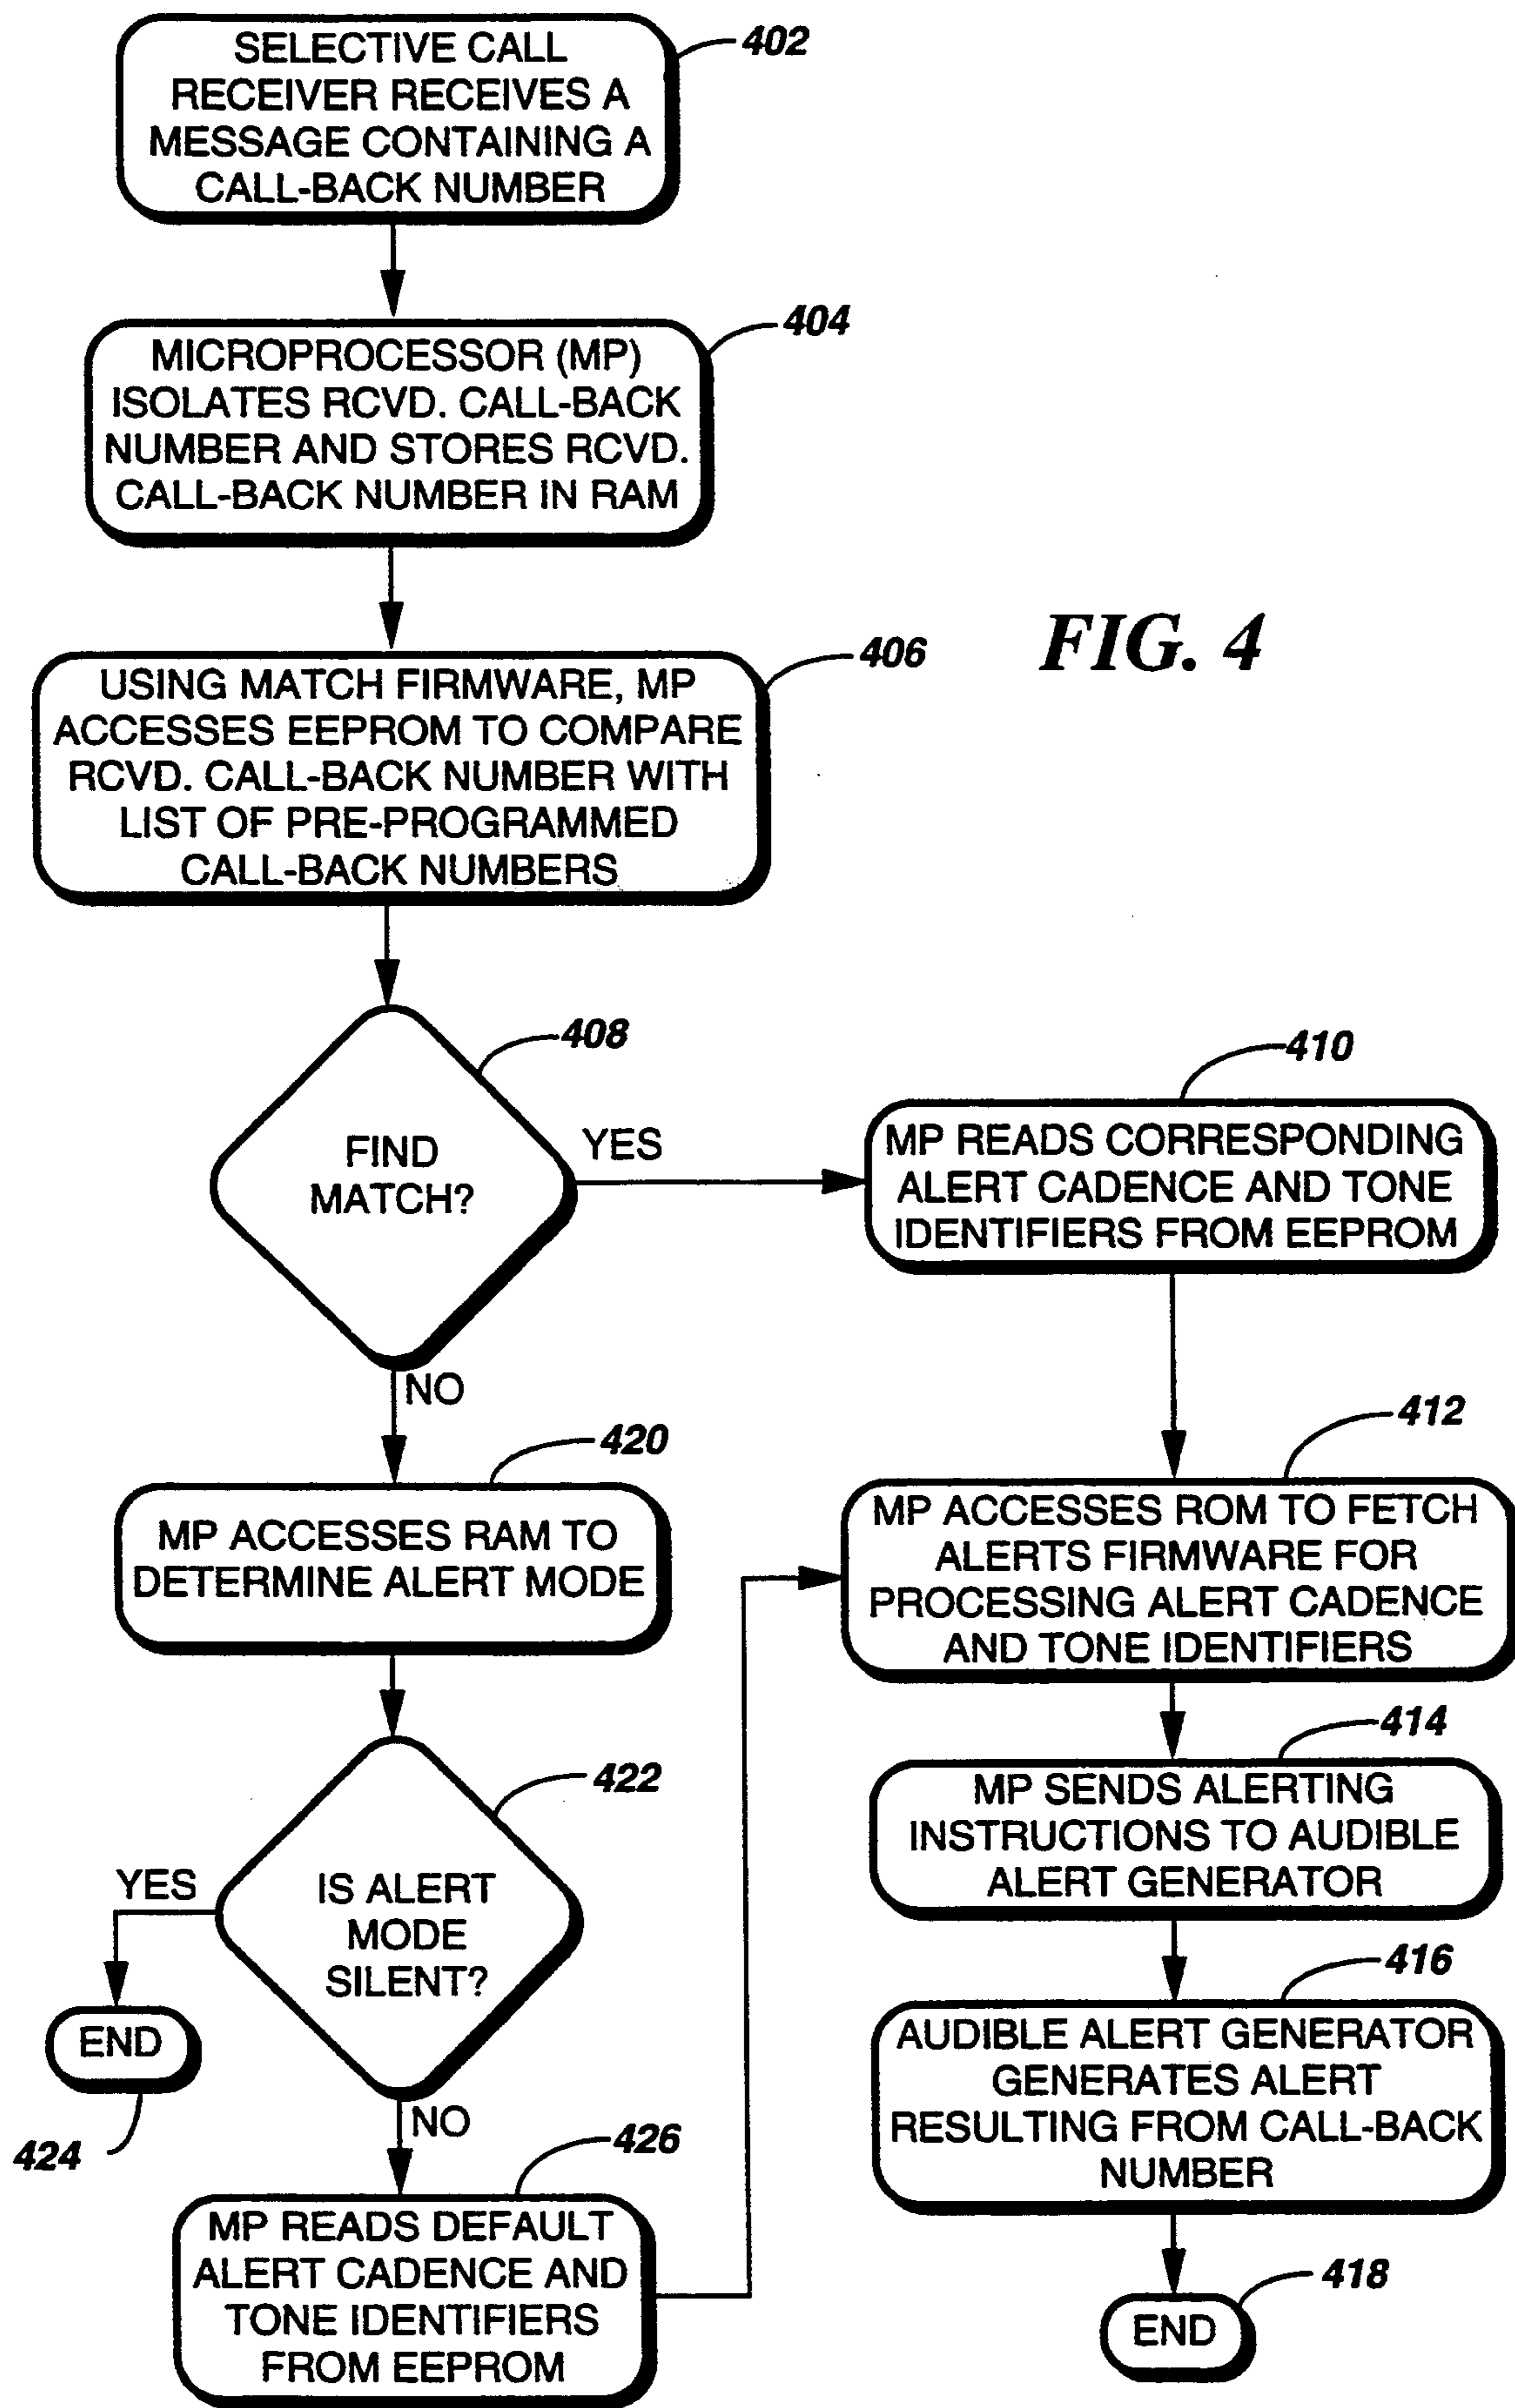 402
SELECTIVE CALL
RECEIVER RECEIVES A
MESSAGE CONTAINING A
CALL-BACK NUMBER
404
MICROPROCESSOR (MP)
ISOLATES RCVD. CALL-BACK
NUMBER AND STORES RCVD.
CALL-BACK NUMBER IN RAM
FIG. 4
406
USING MATCH FIRMWARE, MP
ACCESSES EEPROM TO COMPARE
RCVD. CALL-BACK NUMBER WITH
LIST OF PRE-PROGRAMMED
CALL-BACK NUMBERS
408
FIND
MATCH?
YES
NO
410
MP READS CORRESPONDING
ALERT CADENCE AND TONE
IDENTIFIERS FROM EEPROM
412
MP ACCESSES ROM TO FETCH
ALERTS FIRMWARE FOR
PROCESSING ALERT CADENCE
AND TONE IDENTIFIERS
414
MP SENDS ALERTING
INSTRUCTIONS TO AUDIBLE
ALERT GENERATOR
416
AUDIBLE ALERT GENERATOR
GENERATES ALERT
RESULTING FROM CALL-BACK
NUMBER
418
END
420
MP ACCESSES RAM TO
DETERMINE ALERT MODE
422
IS ALERT
MODE
SILENT?
YES
END
424
NO
426
MP READS DEFAULT
ALERT CADENCE AND
TONE IDENTIFIERS
FROM EEPROM